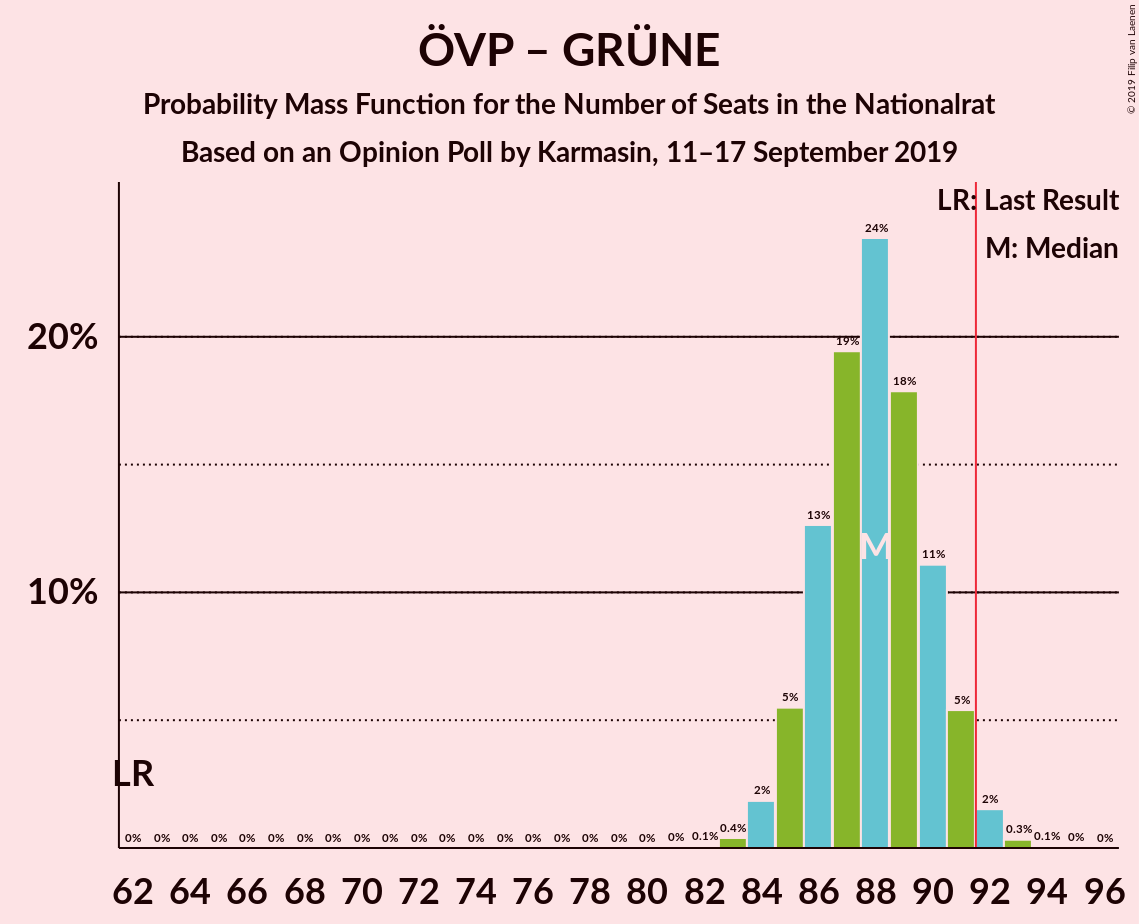 ÖVP – GRÜNE
Probability Mass Function for the Number of Seats in the Nationalrat
Based on an Opinion Poll by Karmasin, 11–17 September 2019
© 2019 Filip van Laenen
LR: Last Result
M: Median
24%
20%
19%
18%
13%
M
11%
10%
5%
5%
LR
2%
2%
0% 0% 0% 0% 0% 0% 0% 0% 0% 0% 0% 0% 0% 0% 0% 0% 0% 0% 0% 0% 0.1% 0.4% 0.3% 0.1% 0% 0%
62 64 66 68 70 72 74 76 78 80 82 84 86 88 90 92 94 96